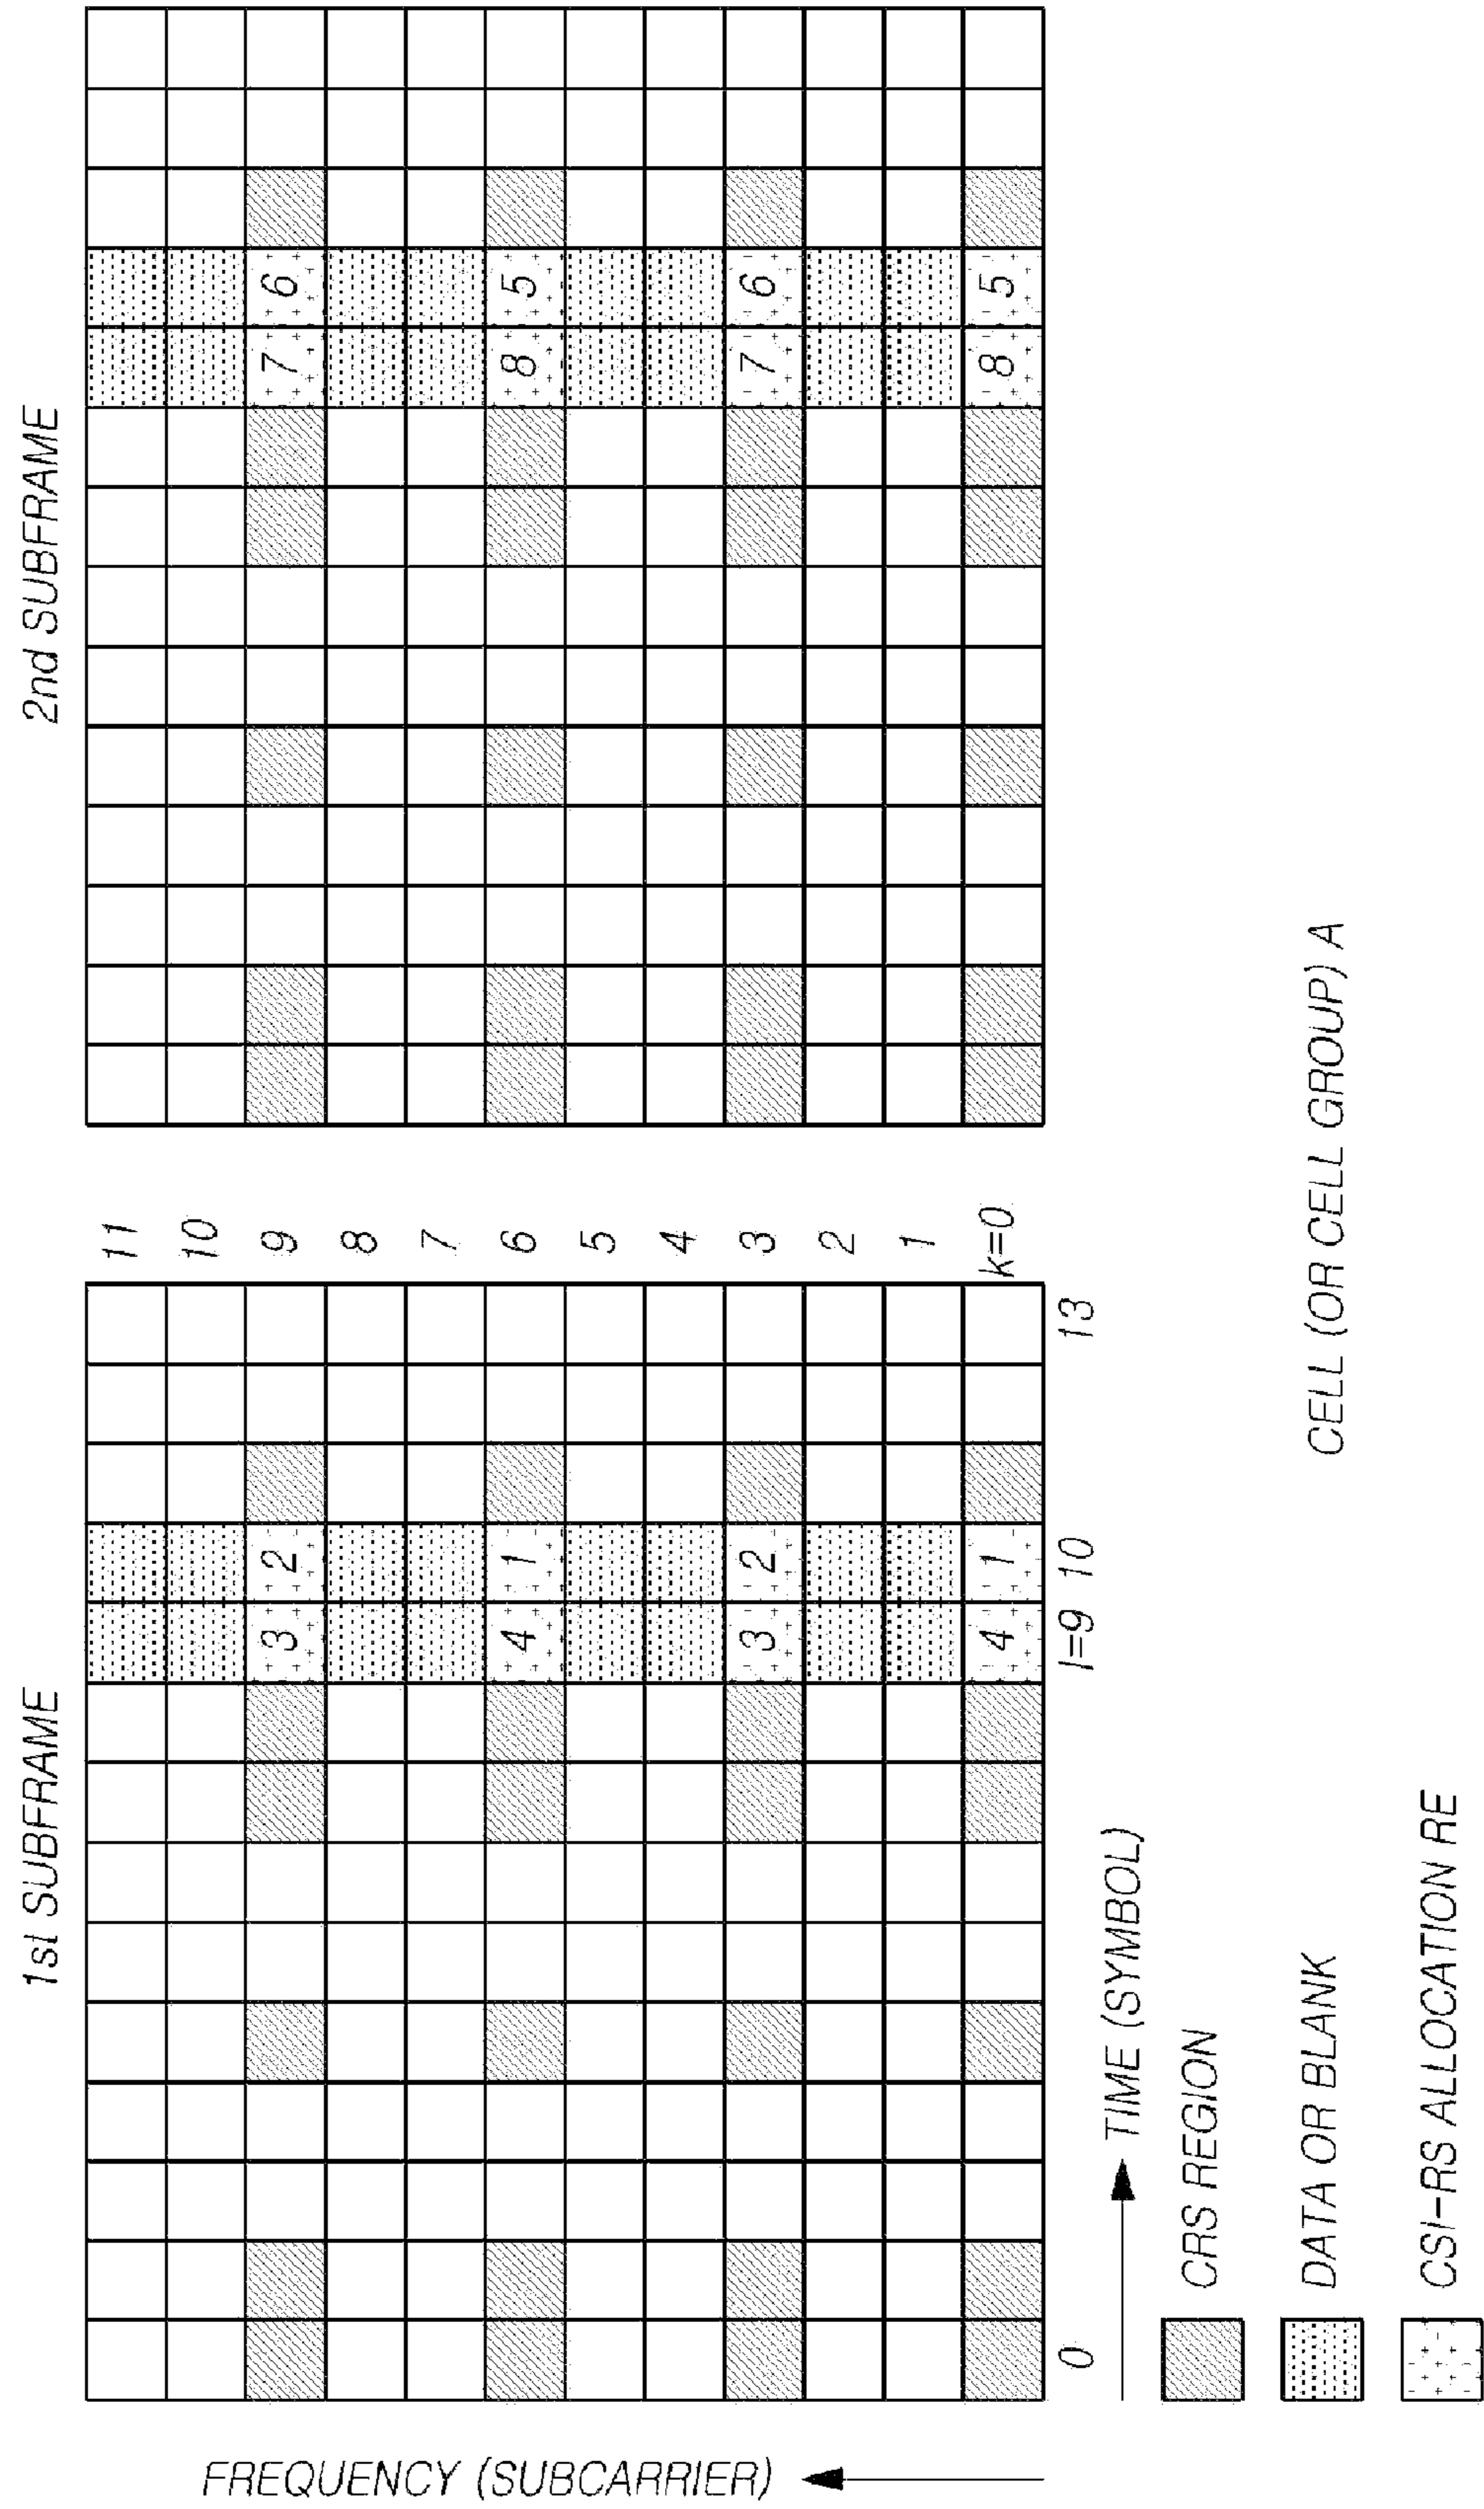 1st SUBFRAME
2nd SUBFRAME
11
10
9 3 2 7 6
8
7
6 4 1 8 5
5
4
3 3 2 7 6
2
1
k=0 4 1 8 5
0 l=9 10 13
FREQUENCY (SUBCARRIER)
TIME (SYMBOL)
CRS REGION
DATA OR BLANK
CSI-RS ALLOCATION RE
CELL (OR CELL GROUP) A